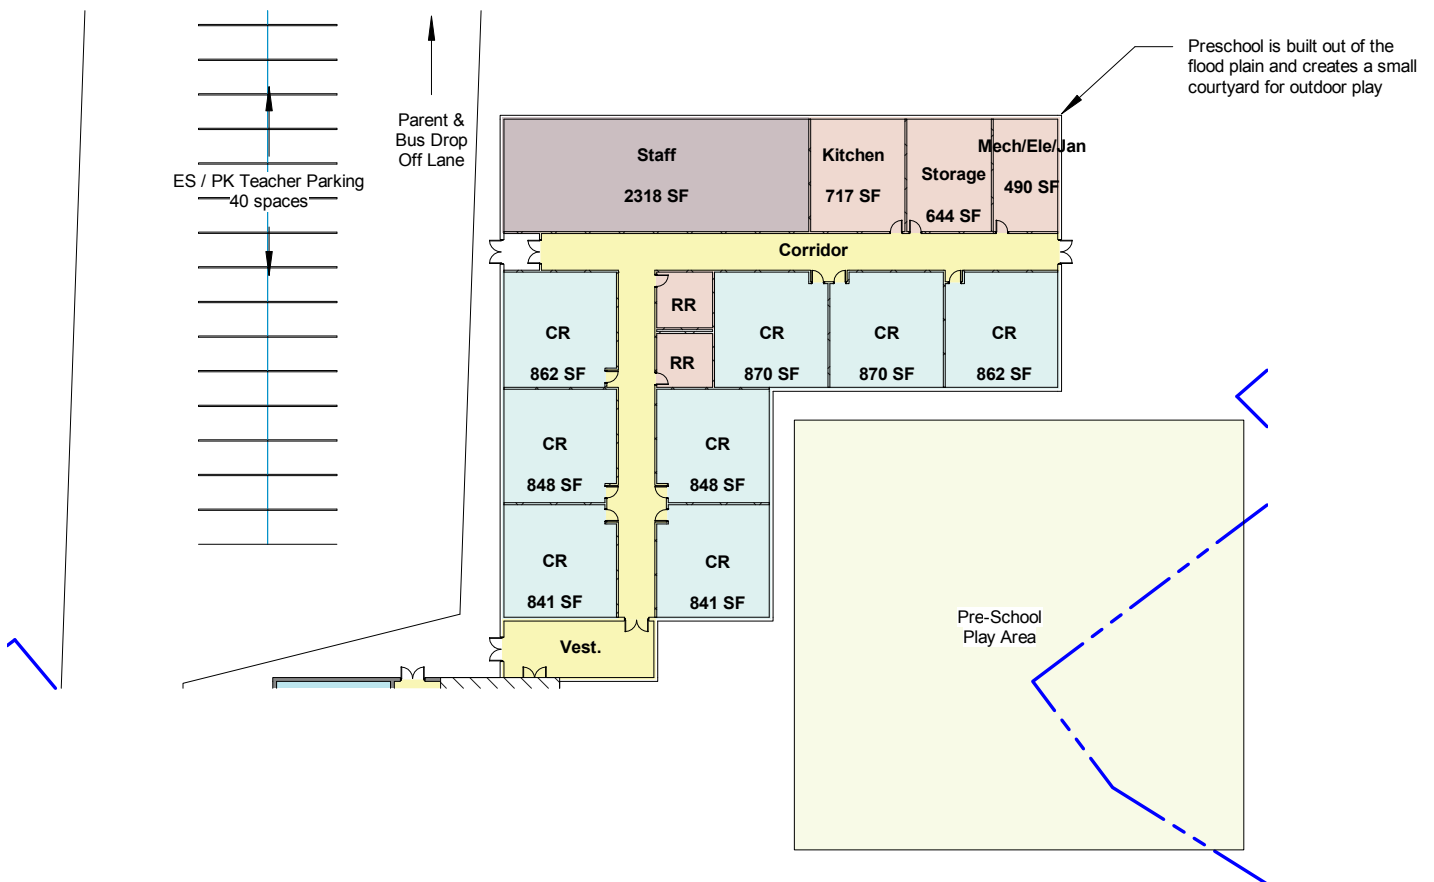 Preschool is built out of the
flood plain and creates a small
courtyard for outdoor play
Parent &
Bus Drop
Off Lane
ES / PK Teacher Parking
40 spaces
Staff
2318 SF
Kitchen
717 SF
Storage
644 SF
Mech/Ele/Jan
490 SF
Corridor
CR
862 SF
RR
RR
CR
870 SF
CR
870 SF
CR
862 SF
CR
848 SF
CR
848 SF
CR
841 SF
CR
841 SF
Vest.
Pre-School
Play Area